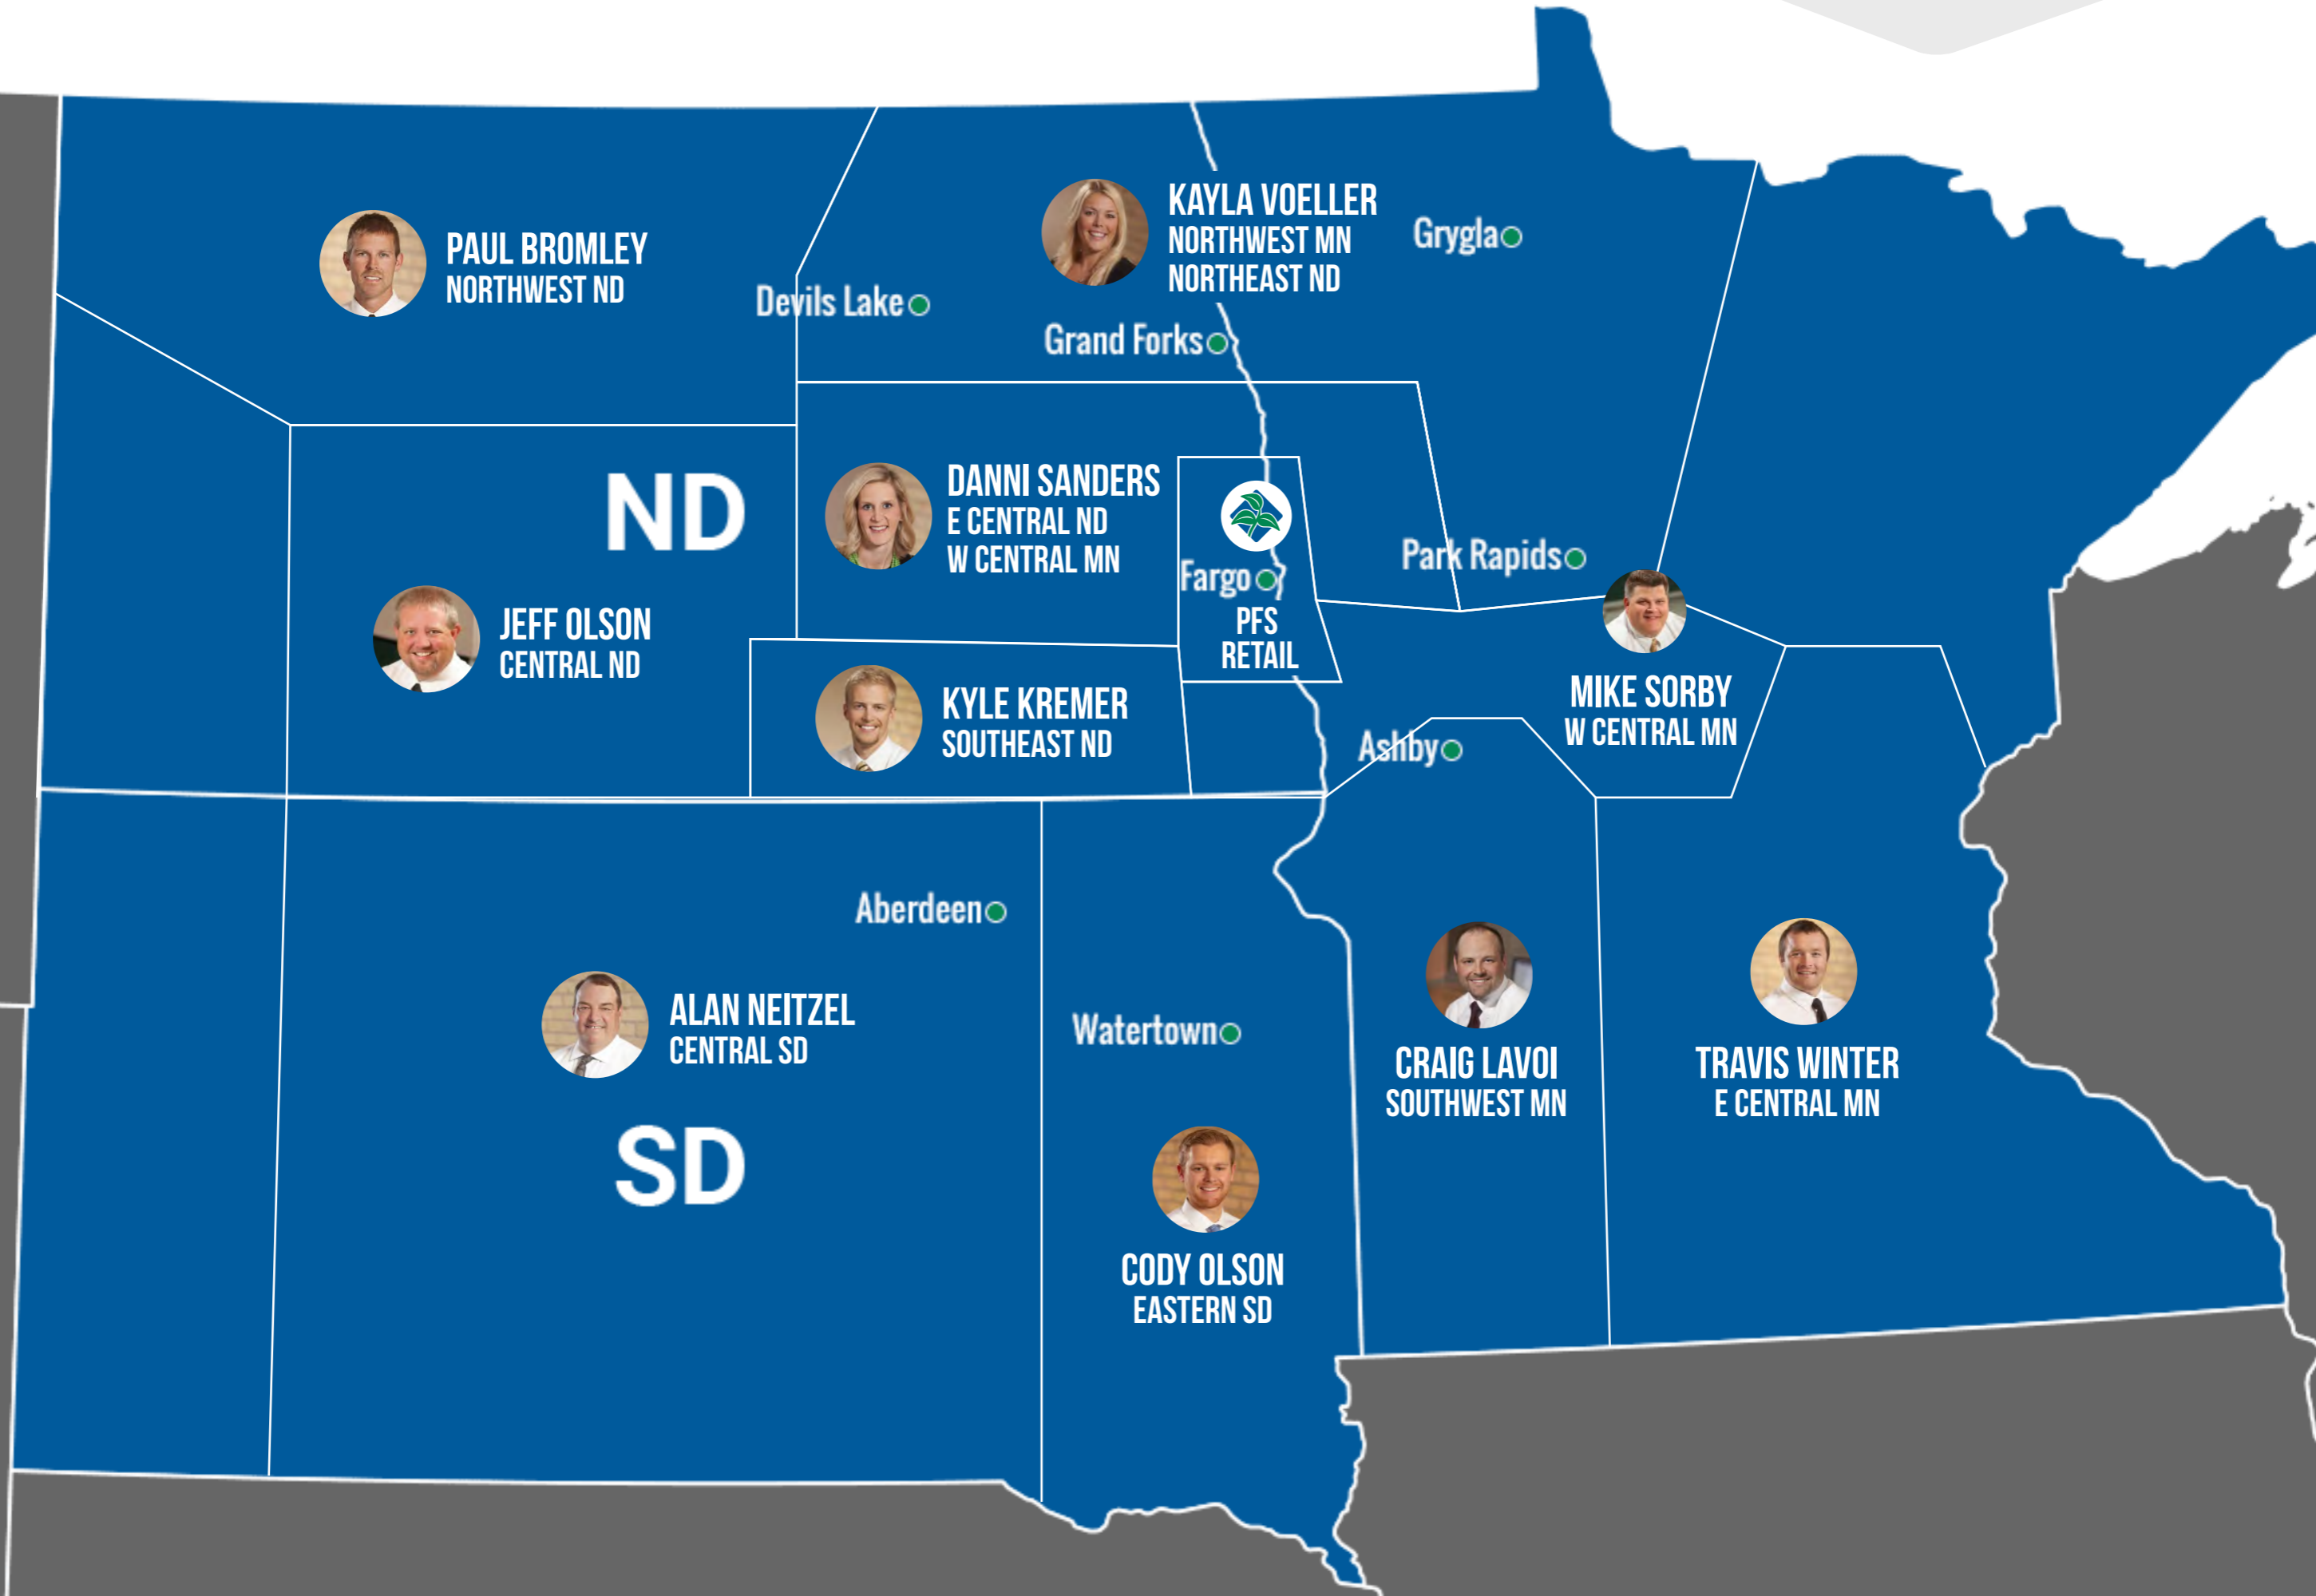 PAUL BROMLEY
NORTHWEST ND
KAYLA VOELLER
NORTHWEST MN
NORTHEAST ND
Grygla
Devils Lake
Grand Forks
ND
DANNI SANDERS
E CENTRAL ND
W CENTRAL MN
Fargo
PFS
RETAIL
Park Rapids
JEFF OLSON
CENTRAL ND
KYLE KREMER
SOUTHEAST ND
MIKE SORBY
W CENTRAL MN
Ashby
Aberdeen
ALAN NEITZEL
CENTRAL SD
SD
Watertown
CODY OLSON
EASTERN SD
CRAIG LAVOI
SOUTHWEST MN
TRAVIS WINTER
E CENTRAL MN